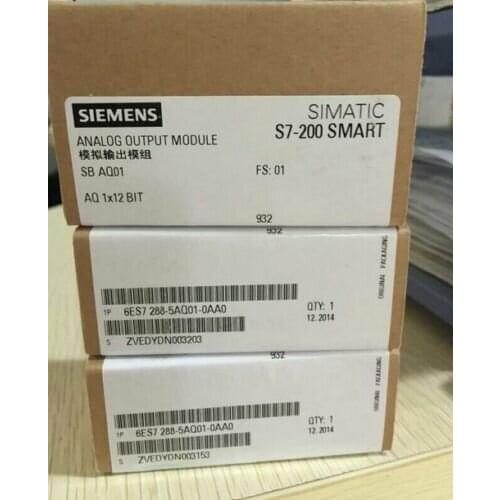 SIEMENS
SIMATIC
S7-200 SMART
ANALOG OUTPUT MODULE
模拟输出模组
SB AQ01
FS: 01
AQ 1x12 BIT
932
932
ORIGINAL PACKAGING
1P 6ES7 288-5AQ01-0AA0
QTY: 1
12.2014
S ZVEDYDN003203
932
1P 6ES7 288-5AQ01-0AA0
QTY: 1
12.2014
S ZVEDYDN003153
ORIGINAL PACKAGING